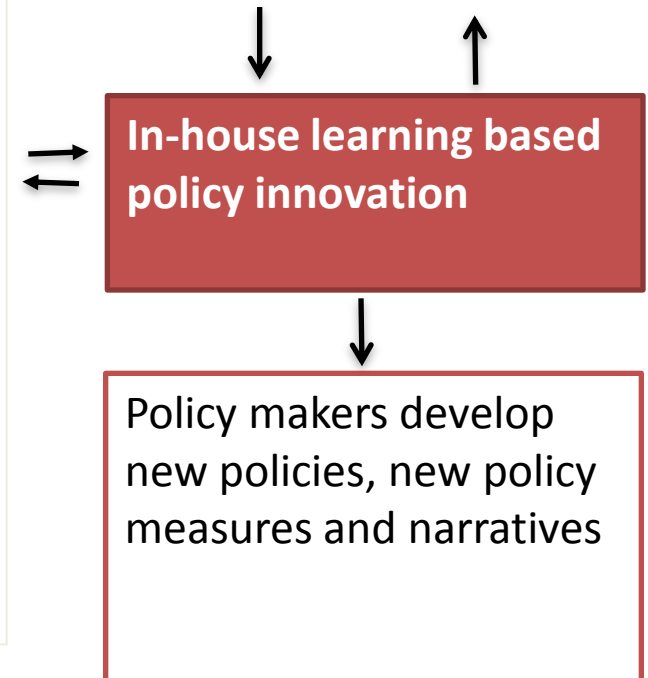 In-house learning based
policy innovation
Policy makers develop
new policies, new policy
measures and narratives